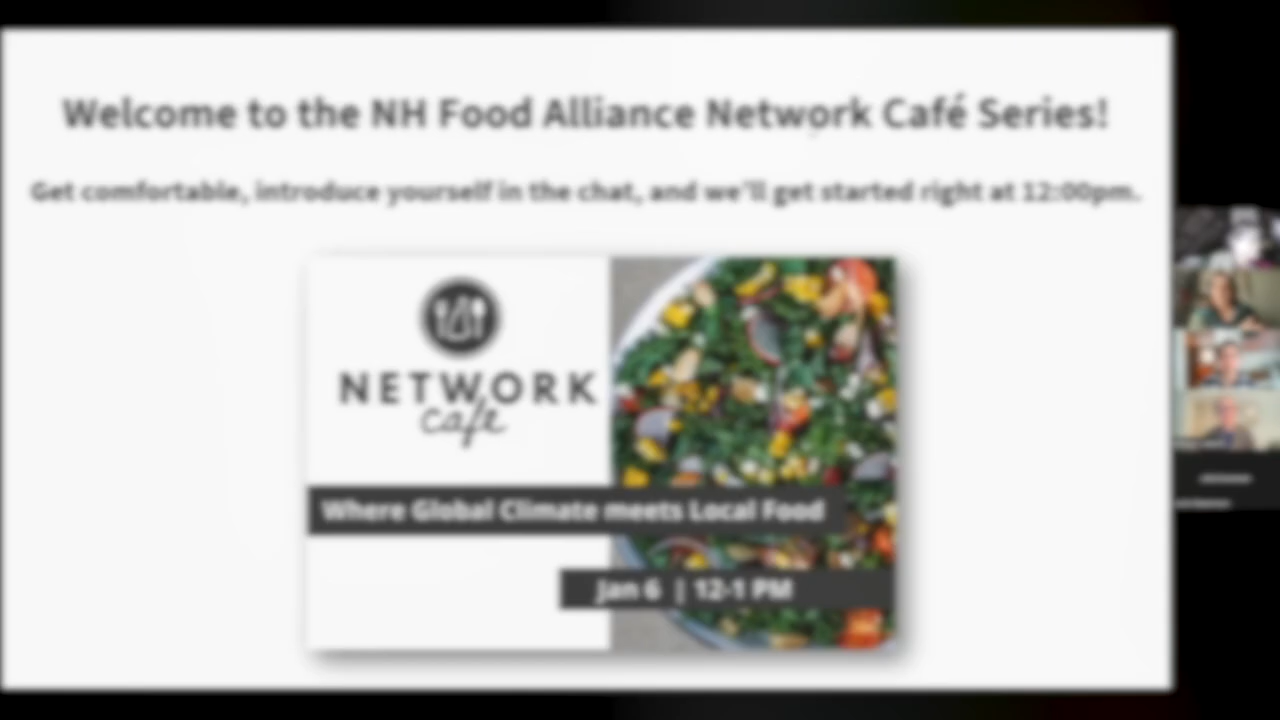 Welcome to the NH Food Alliance Network Café Series!
Get comfortable, introduce yourself in the chat, and we'll get started right at 12:00pm.
NETWORK
cafe
Where Global Climate meets Local Food
Jan 6 | 12-1 PM